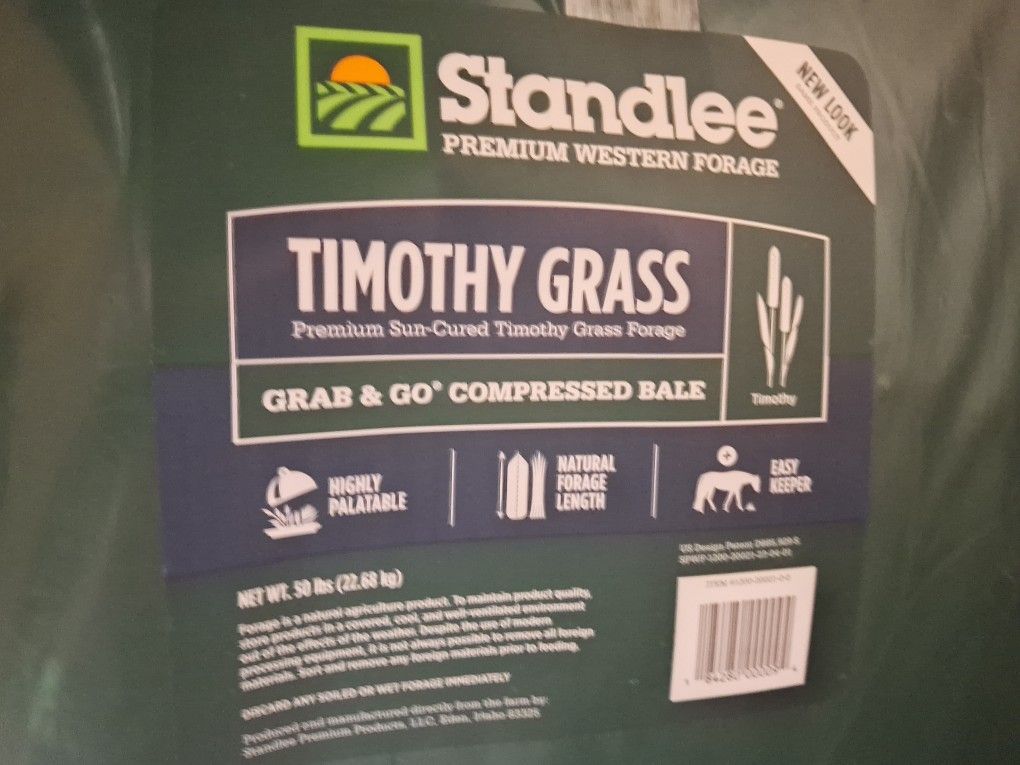 Standlee®
PREMIUM WESTERN FORAGE
NEW LOOK
TIMOTHY GRASS
Premium Sun-Cured Timothy Grass Forage
GRAB & GO® COMPRESSED BALE
Timothy
HIGHLY
PALATABLE
NATURAL
FORAGE
LENGTH
EASY
KEEPER
NET WT. 50 lbs (22.68 kg)
Forage is a natural agriculture product. To maintain product quality,
store products in a covered, cool, and well-ventilated environment
out of the effects of the weather. Despite the use of modern
processing equipment, it is not always possible to remove all foreign
materials. Sort and remove any foreign materials prior to feeding.
DISCARD ANY SOILED OR WET FORAGE IMMEDIATELY
Produced and manufactured directly from the farm by:
Standlee Premium Products, LLC, Eden, Idaho 83325
US Design Patent